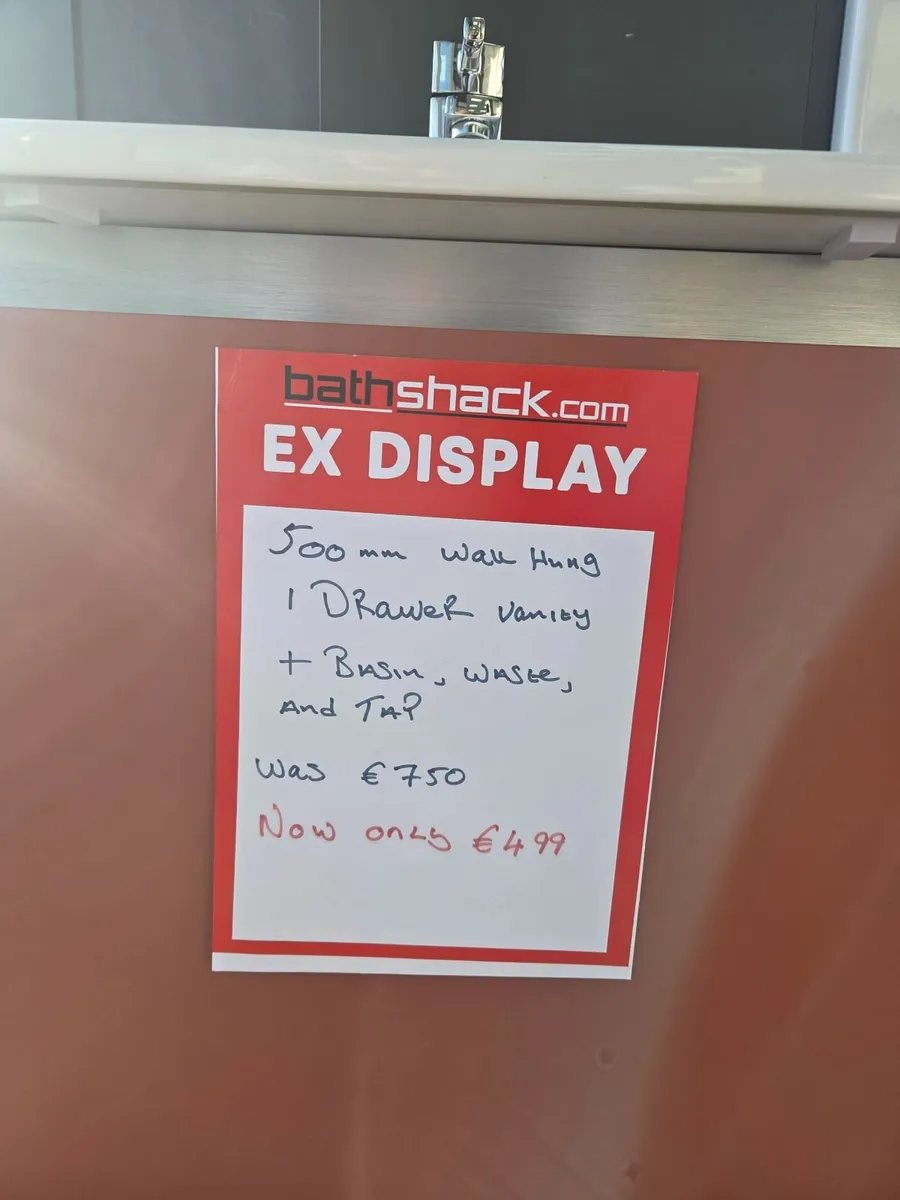 bathshack.com
EX DISPLAY
500mm Wall Hung
1 DRawer vanity
+ BASin, WASte,
And TAP
Was €750
Now only €499